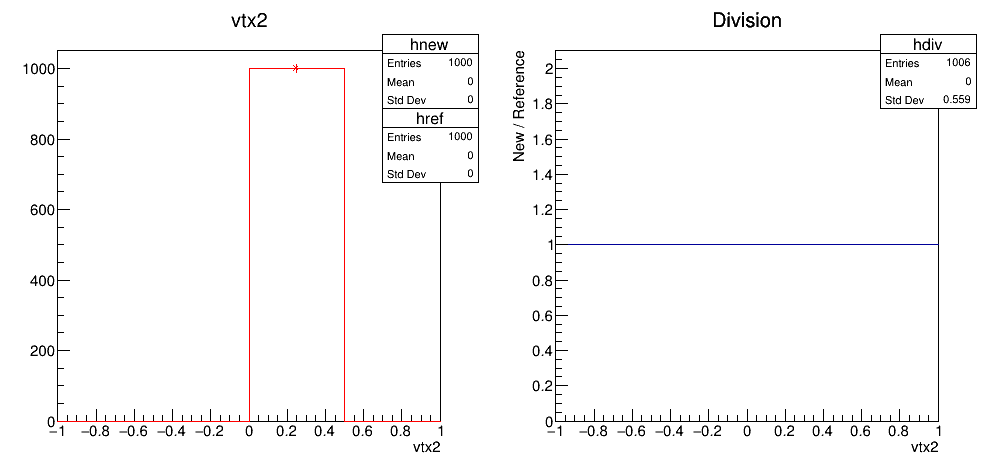 vtx2
hnew
Entries 1000
Mean 0
Std Dev 0
href
Entries 1000
Mean 0
Std Dev 0
1000
800
600
400
200
0
−1 −0.8 −0.6 −0.4 −0.2 0 0.2 0.4 0.6 0.8 1
vtx2
Division
hdiv
Entries 1006
Mean 0
Std Dev 0.559
New / Reference
2
1.8
1.6
1.4
1.2
1
0.8
0.6
0.4
0.2
0
−1 −0.8 −0.6 −0.4 −0.2 0 0.2 0.4 0.6 0.8 1
vtx2